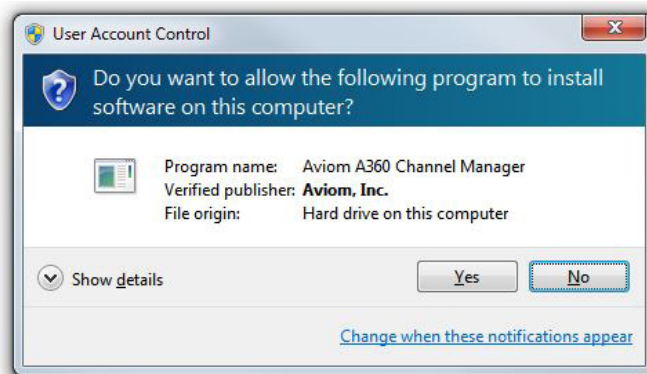 User Account Control
Do you want to allow the following program to install
software on this computer?
Program name: Aviom A360 Channel Manager
Verified publisher: Aviom, Inc.
File origin: Hard drive on this computer
Show details
Yes
No
Change when these notifications appear